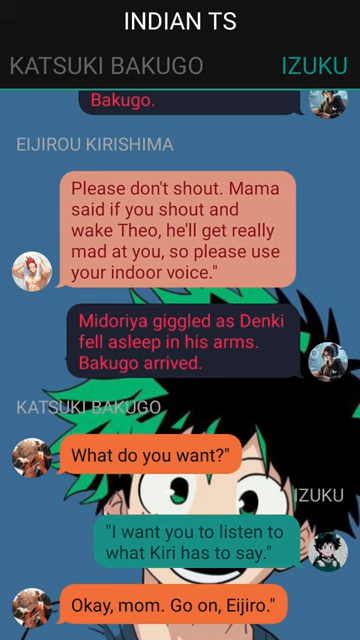 INDIAN TS
KATSUKI BAKUGO IZUKU
Bakugo.
EIJIROU KIRISHIMA
Please don't shout. Mama
said if you shout and
wake Theo, he'll get really
mad at you, so please use
your indoor voice."
Midoriya giggled as Denki
fell asleep in his arms.
Bakugo arrived.
KATSUKI BAKUGO
What do you want?"
IZUKU
"I want you to listen to
what Kiri has to say."
Okay, mom. Go on, Eijiro."